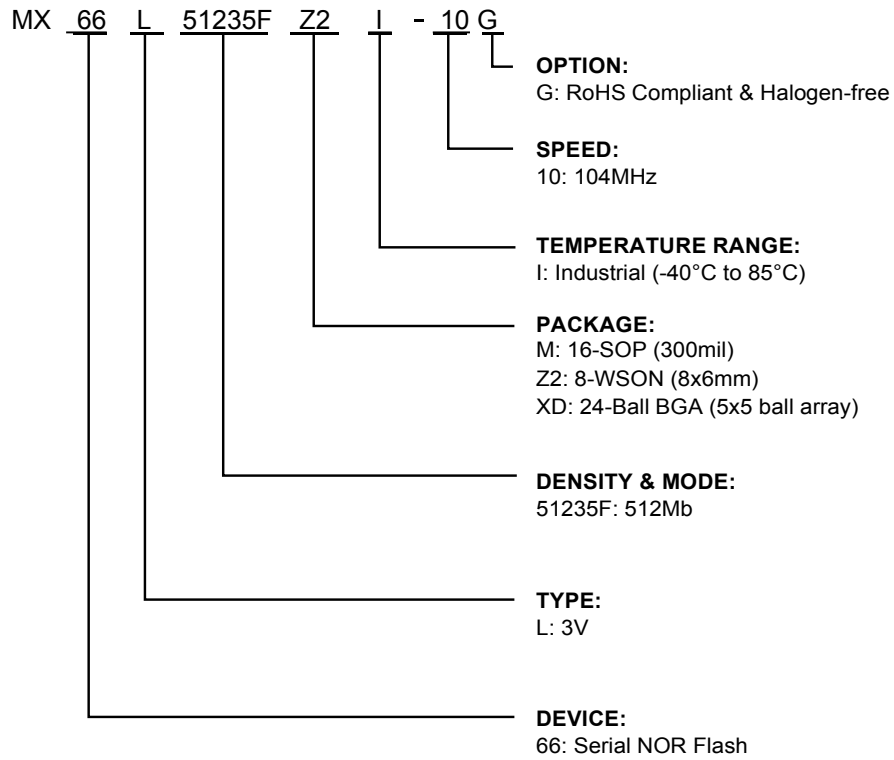 MX 66 L 51235F Z2 I - 10 G
OPTION:
G: RoHS Compliant & Halogen-free
SPEED:
10: 104MHz
TEMPERATURE RANGE:
I: Industrial (-40°C to 85°C)
PACKAGE:
M: 16-SOP (300mil)
Z2: 8-WSON (8x6mm)
XD: 24-Ball BGA (5x5 ball array)
DENSITY & MODE:
51235F: 512Mb
TYPE:
L: 3V
DEVICE:
66: Serial NOR Flash